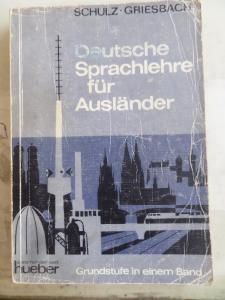 SCHULZ · GRIESBACH
Deutsche
Sprachlehre
für
Ausländer
hueber
Grundstufe in einem Band